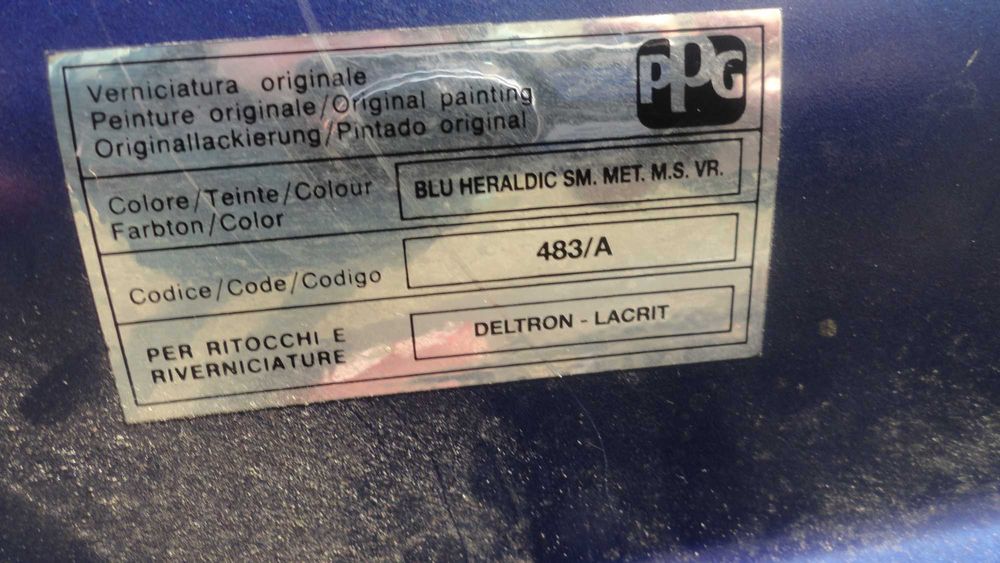 Verniciatura originale
Peinture originale/Original painting
Originallackierung/Pintado original
PPG
Colore/Teinte/Colour
Farbton/Color
BLU HERALDIC SM. MET. M.S. VR.
Codice/Code/Codigo
483/A
PER RITOCCHI E
RIVERNICIATURE
DELTRON - LACRIT